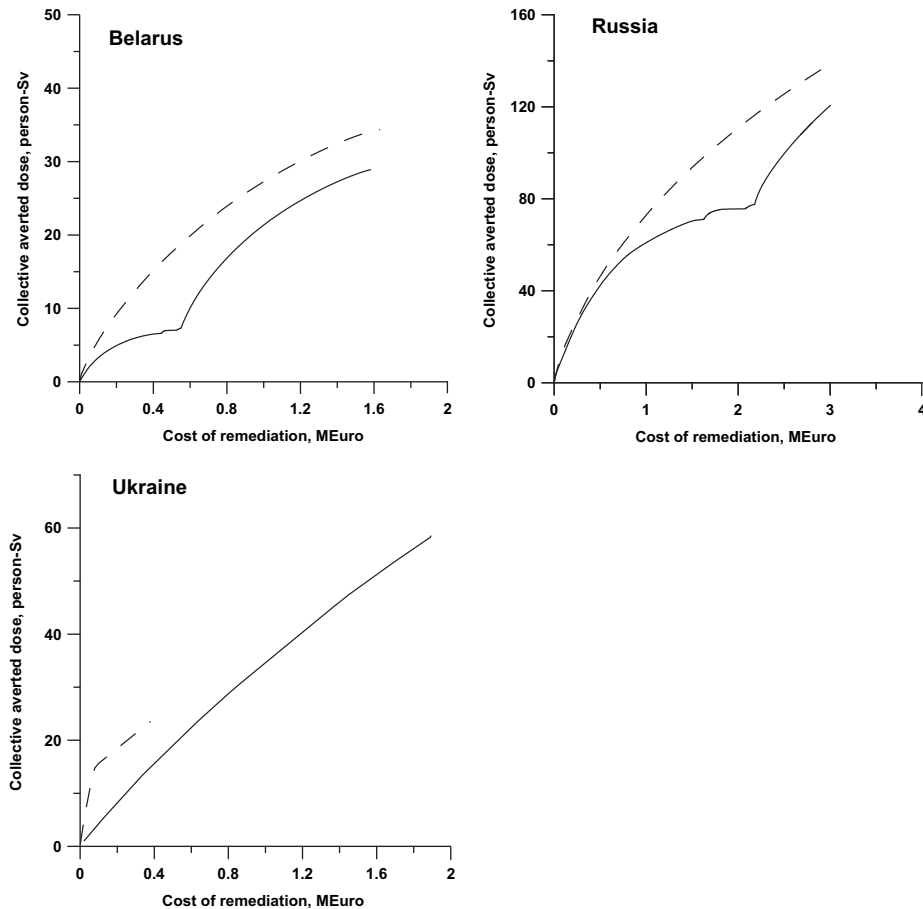 Belarus
Collective averted dose, person-Sv
50
40
30
20
10
0
0 0.4 0.8 1.2 1.6 2
Cost of remediation, MEuro
Russia
Collective averted dose, person-Sv
160
120
80
40
0
0 1 2 3 4
Cost of remediation, MEuro
Ukraine
Collective averted dose, person-Sv
60
40
20
0
0 0.4 0.8 1.2 1.6 2
Cost of remediation, MEuro